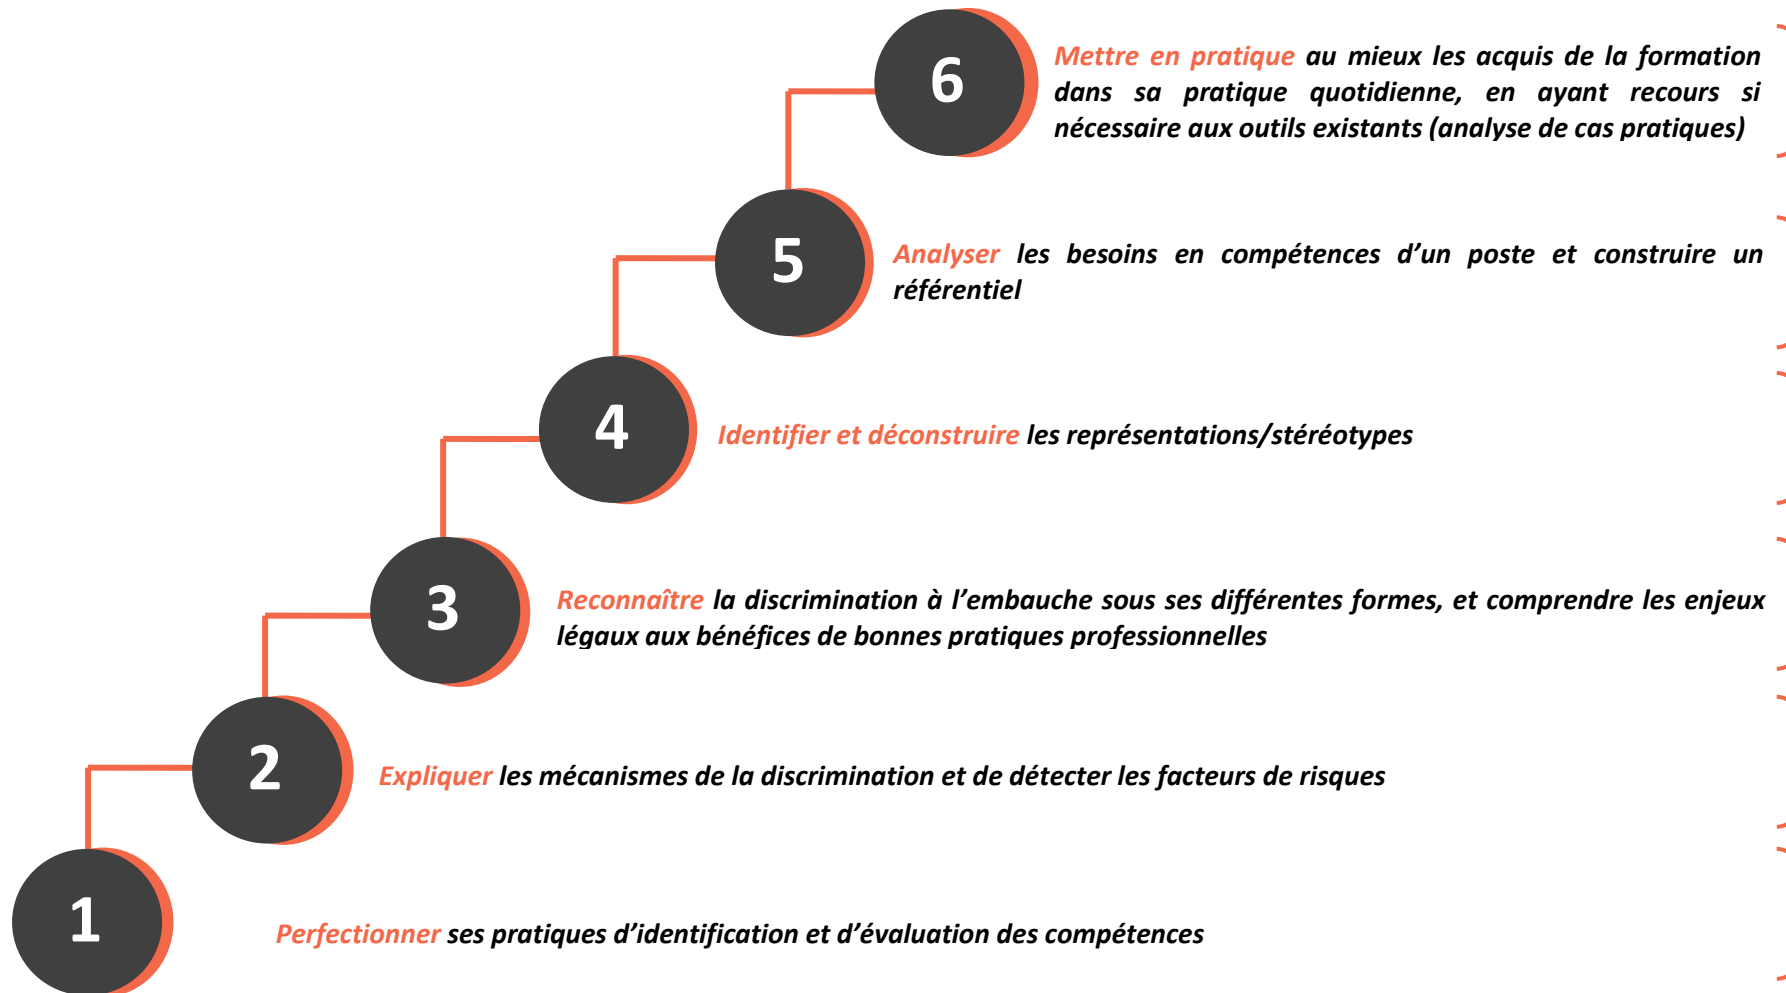 6
Mettre en pratique au mieux les acquis de la formation
dans sa pratique quotidienne, en ayant recours si
nécessaire aux outils existants (analyse de cas pratiques)
5
Analyser les besoins en compétences d’un poste et construire un
référentiel
4
Identifier et déconstruire les représentations/stéréotypes
3
Reconnaître la discrimination à l’embauche sous ses différentes formes, et comprendre les enjeux
légaux aux bénéfices de bonnes pratiques professionnelles
2
Expliquer les mécanismes de la discrimination et de détecter les facteurs de risques
1
Perfectionner ses pratiques d’identification et d’évaluation des compétences